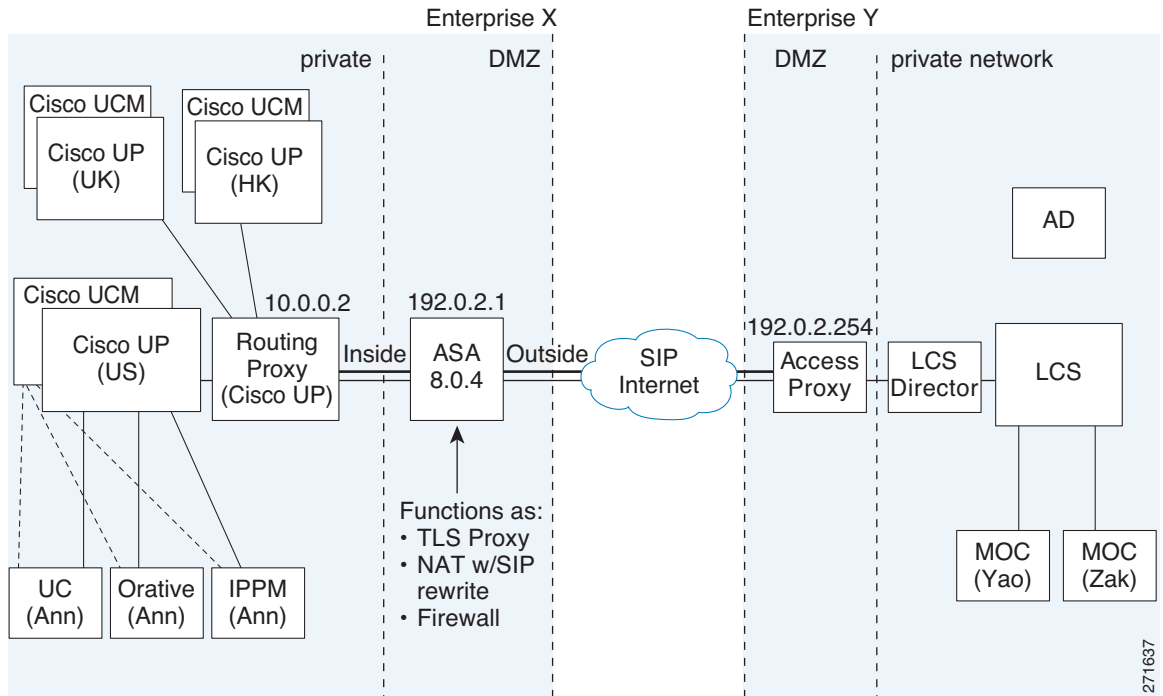 Enterprise X
Enterprise Y
private
DMZ
DMZ
private network
Cisco UCM
Cisco UP
(UK)
Cisco UCM
Cisco UP
(HK)
AD
Cisco UCM
Cisco UP
(US)
10.0.0.2
Routing
Proxy
(Cisco UP)
Inside
192.0.2.1
ASA
8.0.4
Outside
SIP
Internet
192.0.2.254
Access
Proxy
LCS
Director
LCS
Functions as:
• TLS Proxy
• NAT w/SIP
rewrite
• Firewall
UC
(Ann)
Orative
(Ann)
IPPM
(Ann)
MOC
(Yao)
MOC
(Zak)
271637